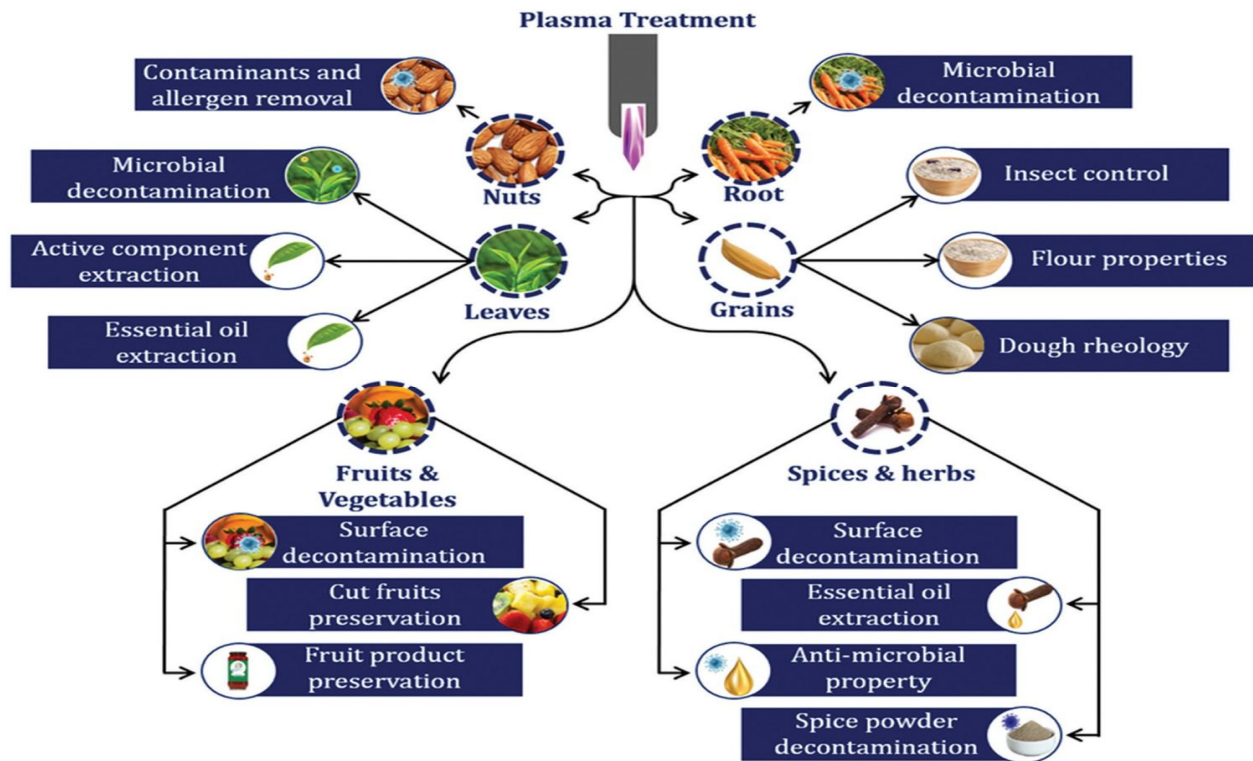 Plasma Treatment
Contaminants and
allergen removal
Microbial
decontamination
Nuts
Root
Microbial
decontamination
Active component
extraction
Essential oil
extraction
Leaves
Grains
Insect control
Flour properties
Dough rheology
Fruits &
Vegetables
Surface
decontamination
Cut fruits
preservation
Fruit product
preservation
Spices & herbs
Surface
decontamination
Essential oil
extraction
Anti-microbial
property
Spice powder
decontamination